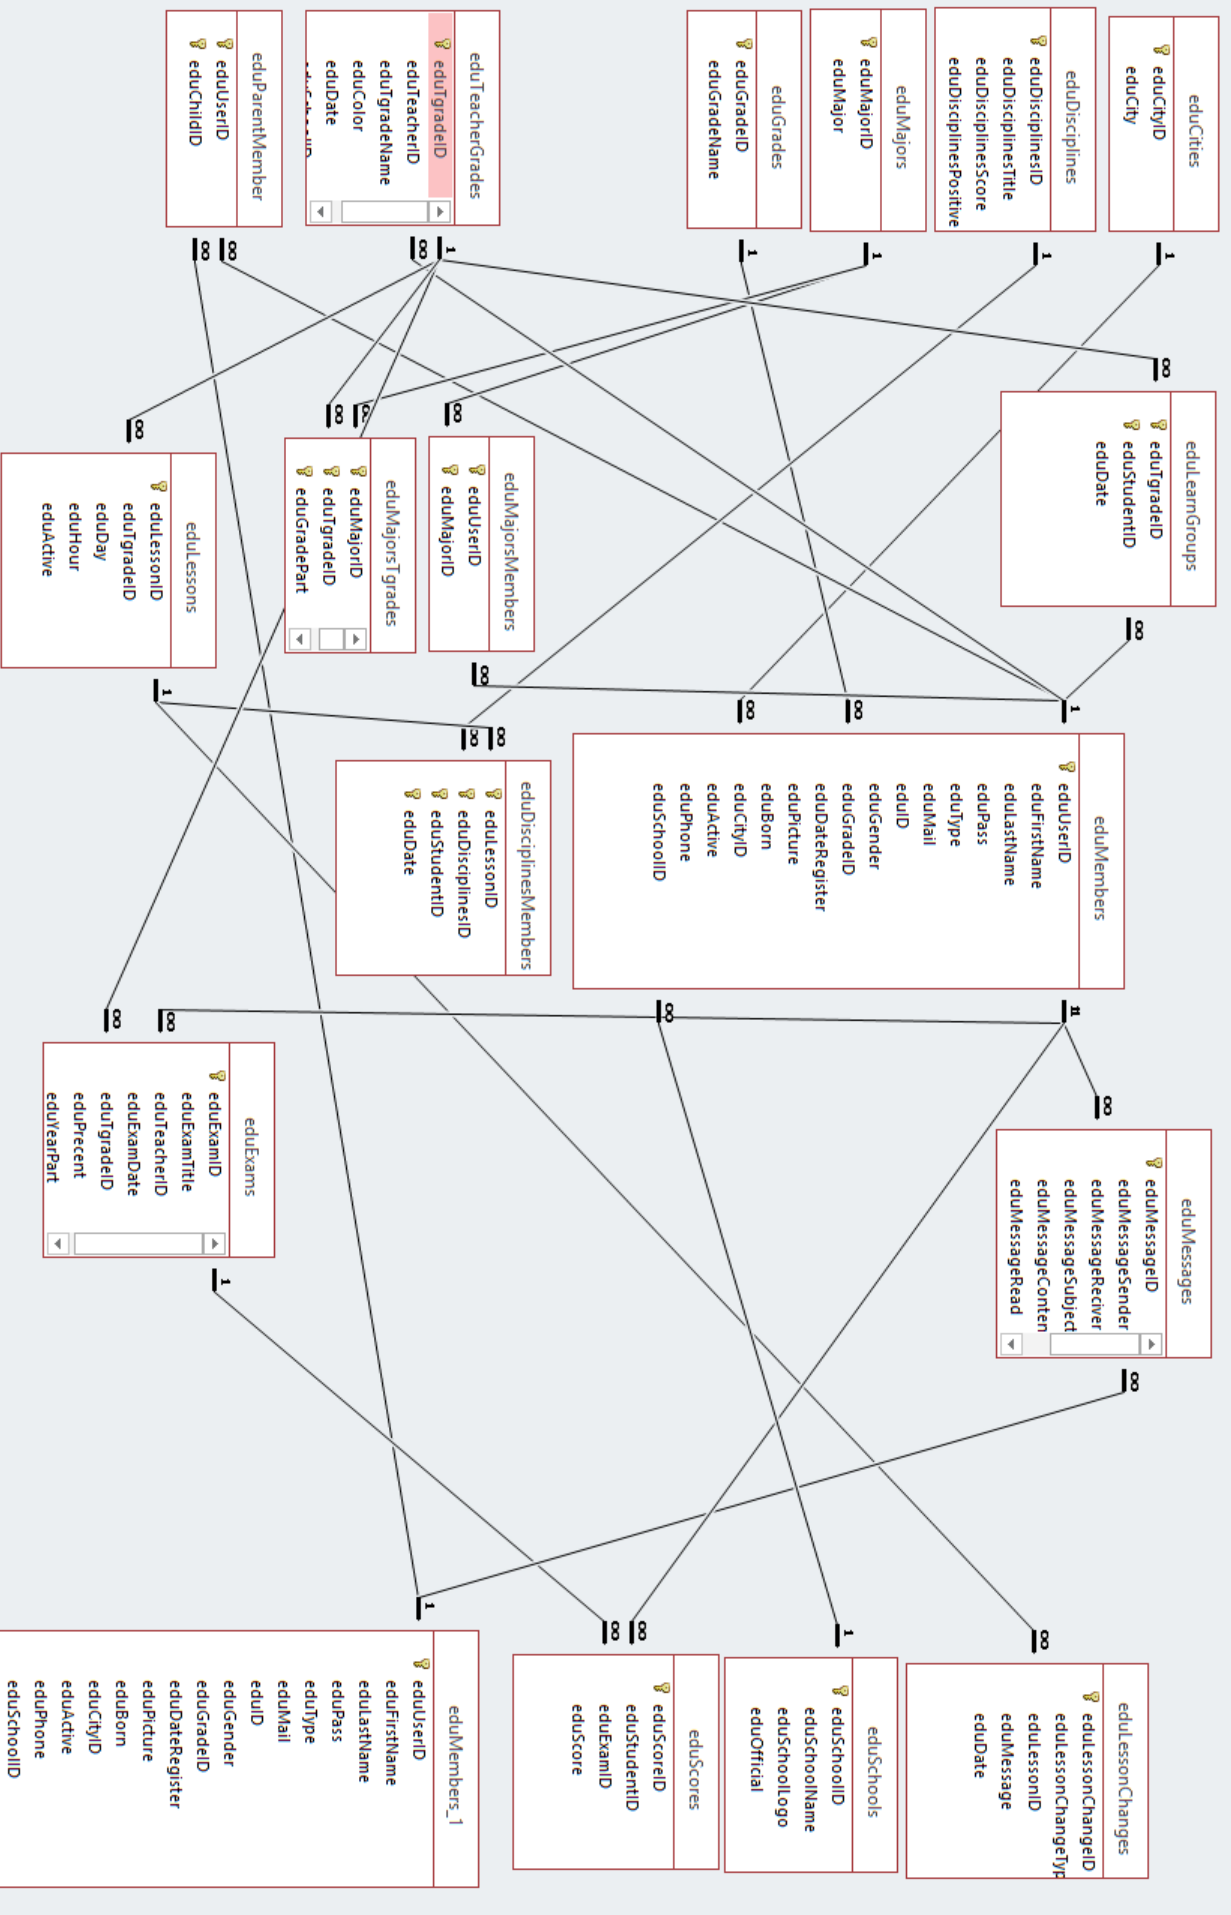 eduCities
eduCityID
eduCity
eduDisciplines
eduDisciplinesID
eduDisciplinesTitle
eduDisciplinesScore
eduDisciplinesPositive
eduMajors
eduMajorID
eduMajor
eduGrades
eduGradeID
eduGradeName
eduTeacherGrades
eduTgradeID
eduTeacherID
eduTgradeName
eduColor
eduDate
eduParentMember
eduUserID
eduChildID
eduLearnGroups
eduTgradeID
eduStudentID
eduDate
eduMajorsMembers
eduUserID
eduMajorID
eduMajorsTgrades
eduMajorID
eduTgradeID
eduGradePart
eduLessons
eduLessonID
eduTgradeID
eduDay
eduHour
eduActive
eduMembers
eduUserID
eduFirstName
eduLastName
eduPass
eduType
eduMail
eduID
eduGender
eduGradeID
eduDateRegister
eduPicture
eduBorn
eduCityID
eduActive
eduPhone
eduSchoolID
eduDisciplinesMembers
eduLessonID
eduDisciplinesID
eduStudentID
eduDate
eduMessages
eduMessageID
eduMessageSender
eduMessageReciver
eduMessageSubject
eduMessageConten
eduMessageRead
eduExams
eduExamID
eduExamTitle
eduTeacherID
eduExamDate
eduTgradeID
eduPrecent
eduYearPart
eduLessonChanges
eduLessonChangeID
eduLessonChangeTyp
eduLessonID
eduMessage
eduDate
eduSchools
eduSchoolID
eduSchoolName
eduSchoolLogo
eduOfficial
eduScores
eduScoreID
eduStudentID
eduExamID
eduScore
eduMembers_1
eduUserID
eduFirstName
eduLastName
eduPass
eduType
eduMail
eduID
eduGender
eduGradeID
eduDateRegister
eduPicture
eduBorn
eduCityID
eduActive
eduPhone
eduSchoolID